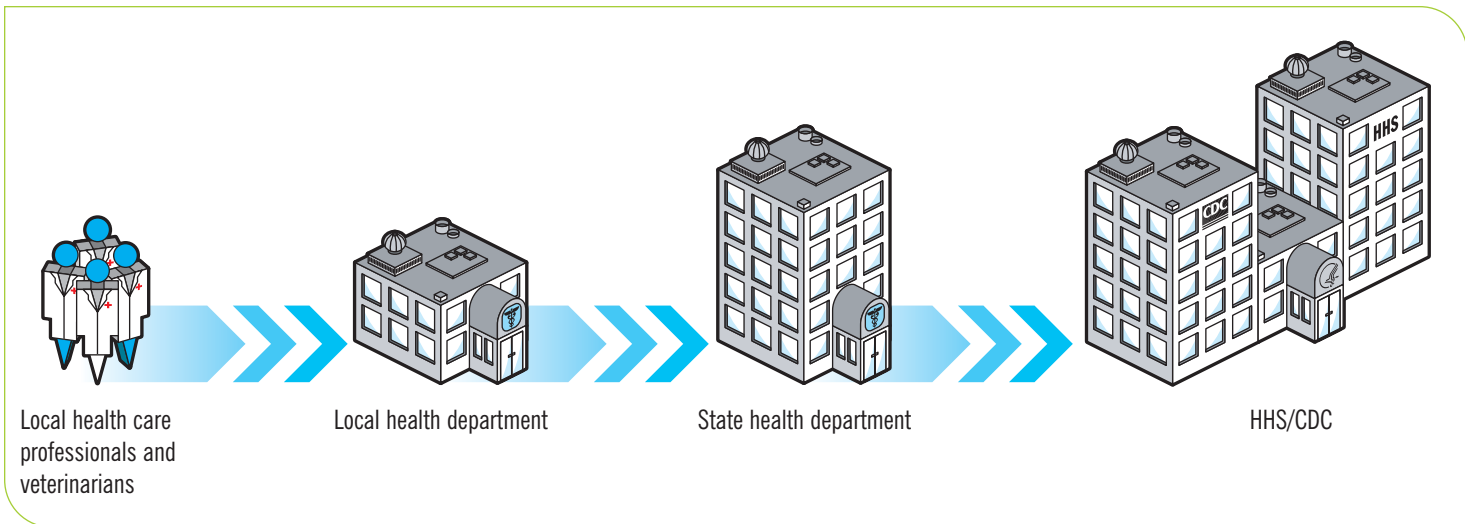 HHS
CDC
Local health care
professionals and
veterinarians
Local health department
State health department
HHS/CDC